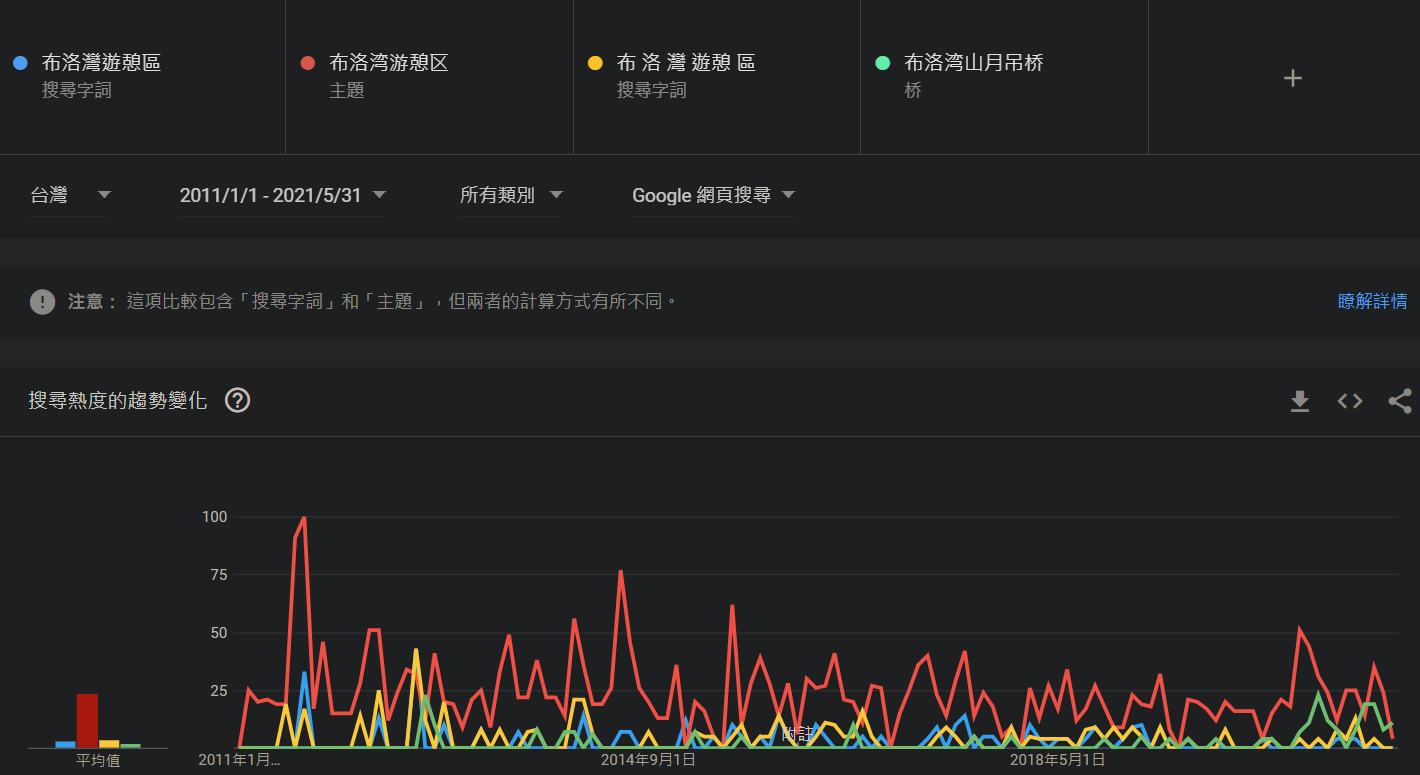 布洛灣遊憩區
搜尋字詞
布洛湾游憩区
主題
布 洛 灣 遊憩 區
搜尋字詞
布洛湾山月吊桥
桥
+
台灣
2011/1/1 - 2021/5/31
所有類別
Google 網頁搜尋
注意： 這項比較包含「搜尋字詞」和「主題」，但兩者的計算方式有所不同。
瞭解詳情
搜尋熱度的趨勢變化
100
75
50
25
附註
平均值
2011年1月…
2014年9月1日
2018年5月1日